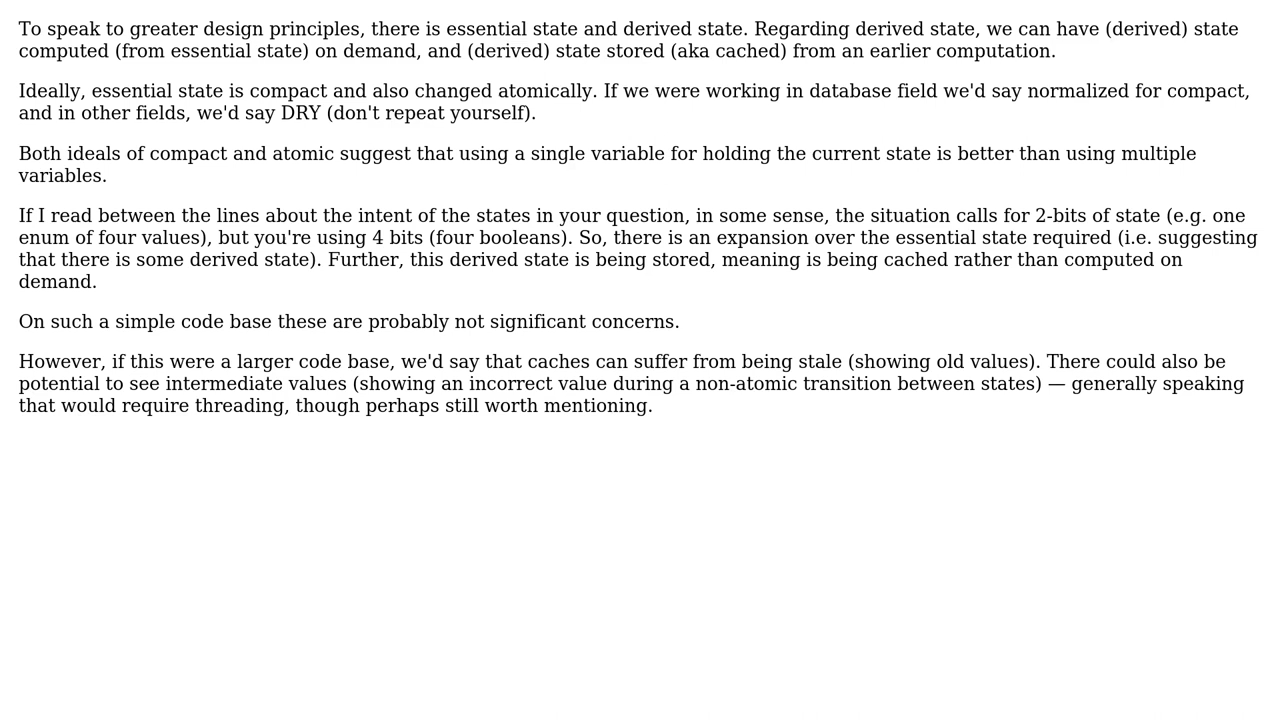 To speak to greater design principles, there is essential state and derived state. Regarding derived state, we can have (derived) state
computed (from essential state) on demand, and (derived) state stored (aka cached) from an earlier computation.
Ideally, essential state is compact and also changed atomically. If we were working in database field we'd say normalized for compact,
and in other fields, we'd say DRY (don't repeat yourself).
Both ideals of compact and atomic suggest that using a single variable for holding the current state is better than using multiple
variables.
If I read between the lines about the intent of the states in your question, in some sense, the situation calls for 2-bits of state (e.g. one
enum of four values), but you're using 4 bits (four booleans). So, there is an expansion over the essential state required (i.e. suggesting
that there is some derived state). Further, this derived state is being stored, meaning is being cached rather than computed on
demand.
On such a simple code base these are probably not significant concerns.
However, if this were a larger code base, we'd say that caches can suffer from being stale (showing old values). There could also be
potential to see intermediate values (showing an incorrect value during a non-atomic transition between states) — generally speaking
that would require threading, though perhaps still worth mentioning.